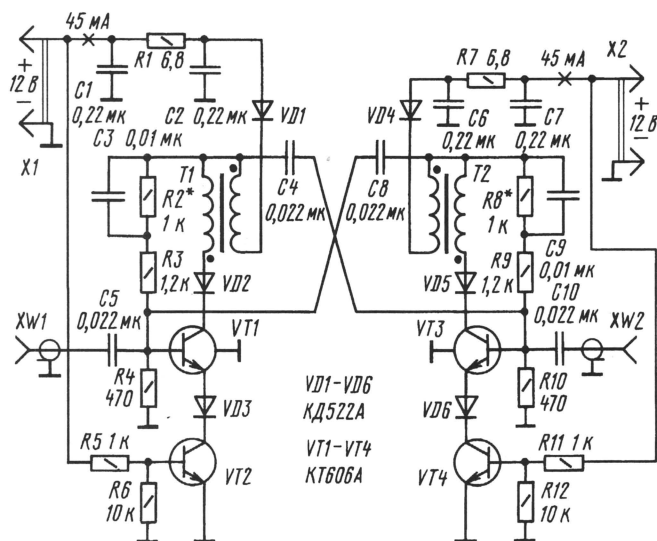 45 мА
R1 6,8
+
12 В
−
X1
C1
0,22 мк
C2
0,22 мк
VD1
C3
0,01 мк
R2*
1 к
T1
C4
0,022 мк
R3
1,2 к
VD2
C5
0,022 мк
XW1
VT1
R4
470
VD3
R5 1 к
R6
10 к
VT2
R7 6,8
45 мА
X2
+
12 В
−
VD4
C6
0,22 мк
C7
0,22 мк
C8
0,022 мк
T2
R8*
1 к
R9
1,2 к
C9
0,01 мк
C10
0,022 мк
VD5
VT3
XW2
VD1-VD6
КД522А
VT1-VT4
КТ606А
VD6
R10
470
R11 1 к
VT4
R12
10 к